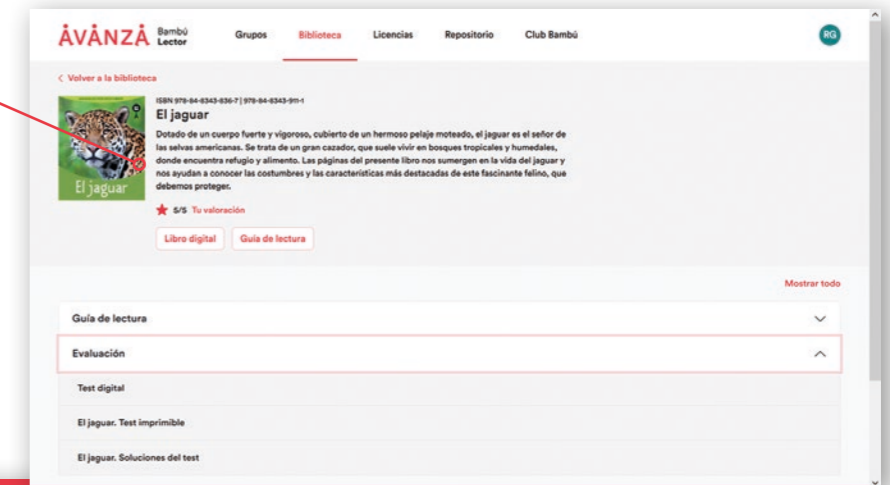 ÅVÅNZÅ Bambú Lector
Grupos Biblioteca Licencias Repositorio Club Bambú RG
Volver a la biblioteca
ISBN 978-84-8343-836-7 | 978-84-8343-911-1
El jaguar
Dotado de un cuerpo fuerte y vigoroso, cubierto de un hermoso pelaje moteado, el jaguar es el señor de
las selvas americanas. Se trata de un gran cazador, que suele vivir en bosques tropicales y humedales,
donde encuentra refugio y alimento. Las páginas del presente libro nos sumergen en la vida del jaguar y
nos ayudan a conocer las costumbres y las características más destacadas de este fascinante felino, que
debemos proteger.
El jaguar
5/5 Tu valoración
Libro digital Guía de lectura
Mostrar todo
Guía de lectura
Evaluación
Test digital
El jaguar. Test imprimible
El jaguar. Soluciones del test